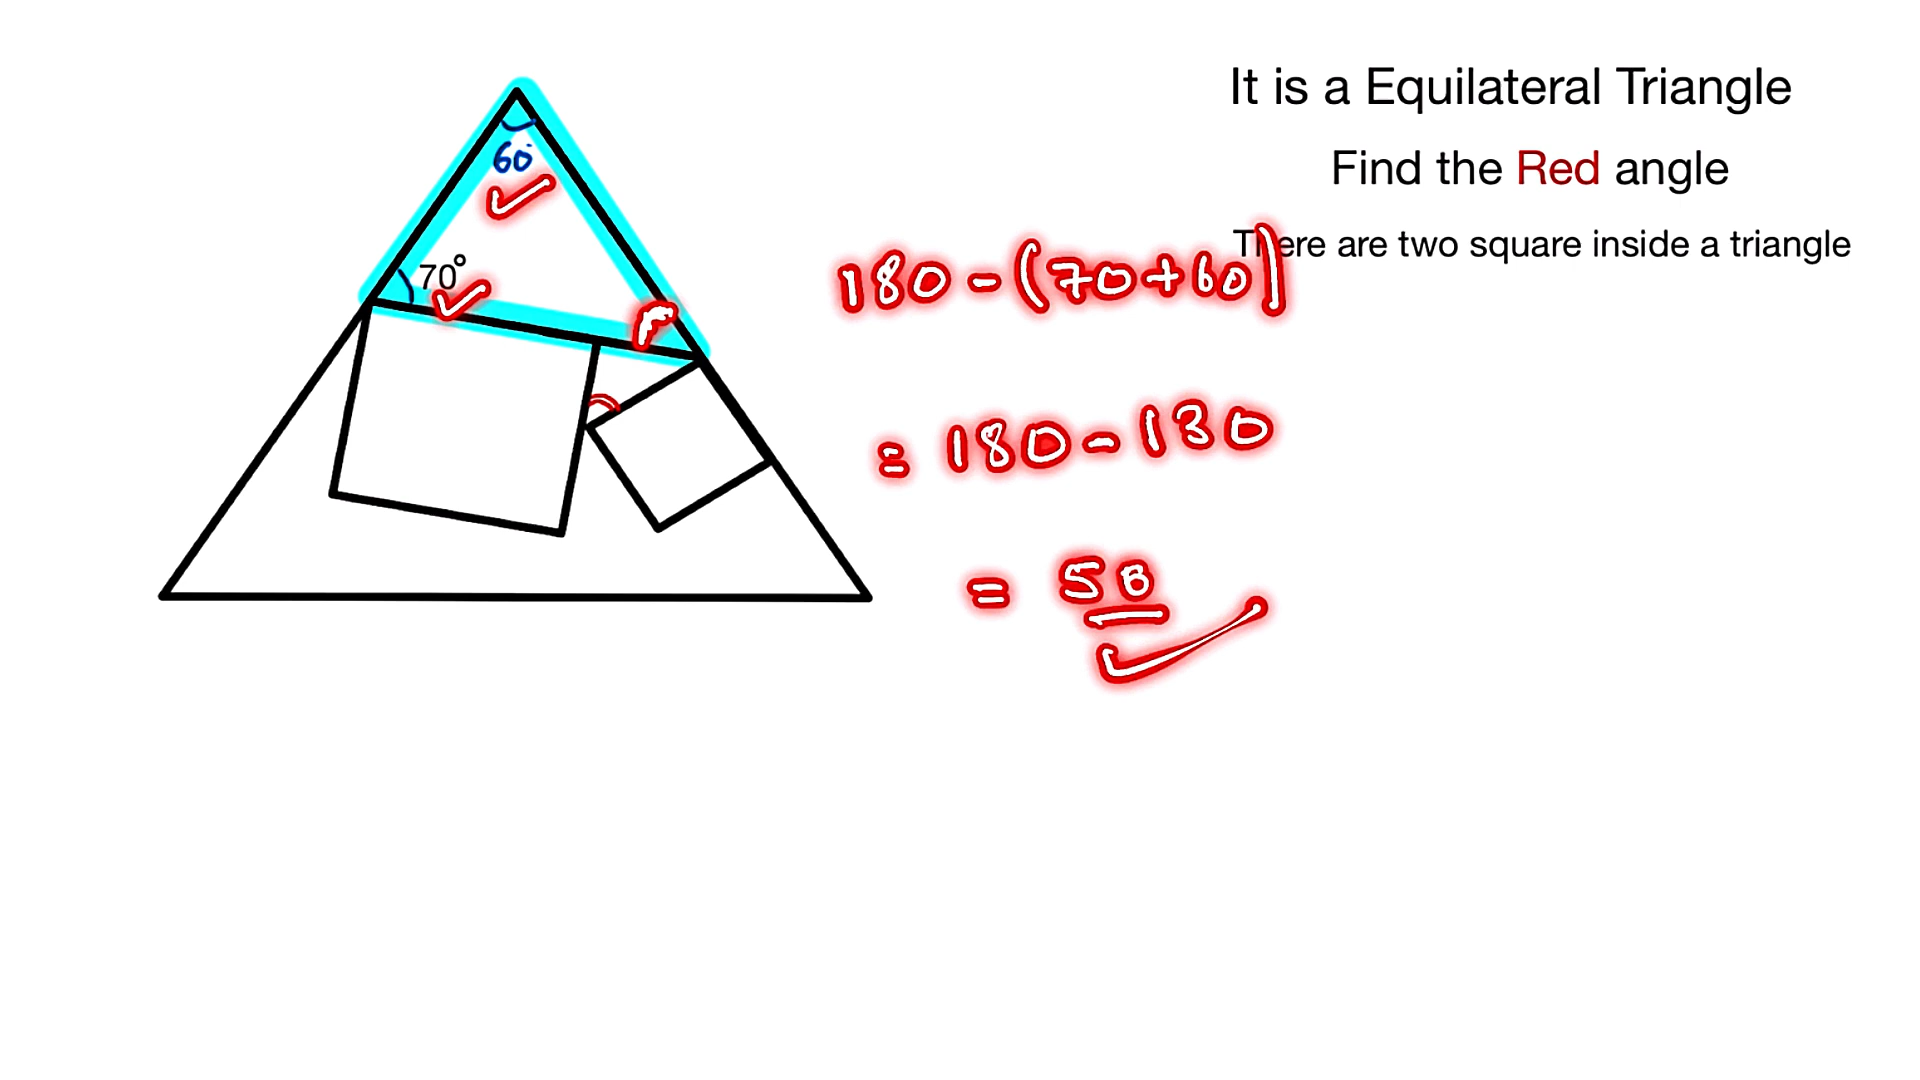 It is a Equilateral Triangle
Find the Red angle
There are two square inside a triangle
60°
70°
180 - (70+60)
= 180 - 130
= 50